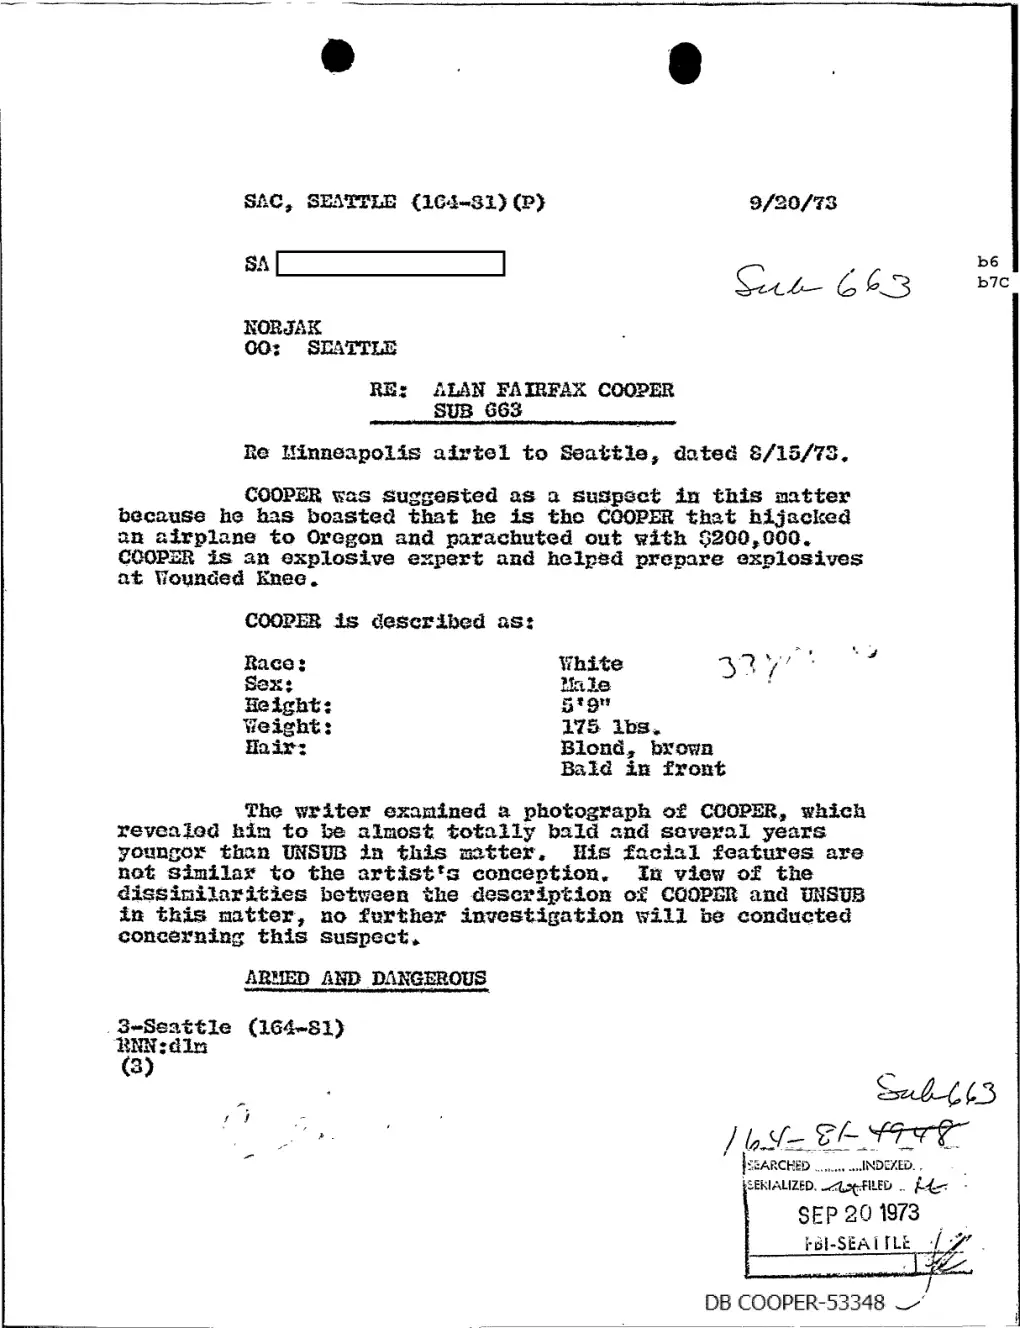 SAC, SEATTLE (164-81)(P) 9/20/73
SA b6
b7C
Sub 663
NORJAK
OO: SEATTLE
RE: ALAN FAIRFAX COOPER
SUB 663
Re Minneapolis airtel to Seattle, dated 8/15/73.
COOPER was suggested as a suspect in this matter
because he has boasted that he is the COOPER that hijacked
an airplane to Oregon and parachuted out with $200,000.
COOPER is an explosive expert and helped prepare explosives
at Wounded Knee.
COOPER is described as:
Race: White
Sex: Male
Height: 5'9"
Weight: 175 lbs.
Hair: Blond, brown
Bald in front
The writer examined a photograph of COOPER, which
revealed him to be almost totally bald and several years
younger than UNSUB in this matter. His facial features are
not similar to the artist's conception. In view of the
dissimilarities between the description of COOPER and UNSUB
in this matter, no further investigation will be conducted
concerning this suspect.
ARMED AND DANGEROUS
3-Seattle (164-81)
RNN:dlm
(3)
Sub 663
164-81-4948
SEARCHED ........ ....INDEXED..
SERIALIZED. FILED ..
SEP 20 1973
FBI-SEATTLE
DB COOPER-53348